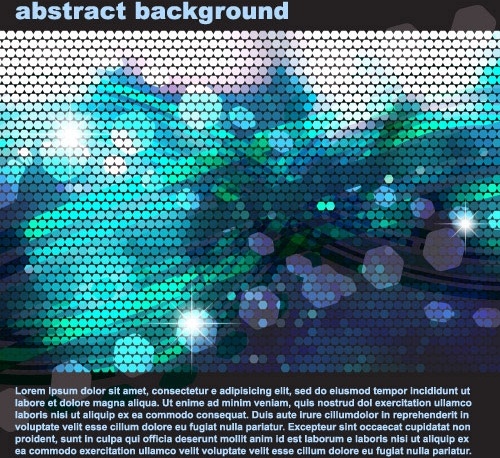 abstract background
Lorem ipsum dolor sit amet, consectetur e adipisicing elit, sed do eiusmod tempor incididunt ut
labore et dolore magna aliqua. Ut enime ad minim veniam, quis nostrud dol exercition ullamco
laboris nisi ut aliquip ex ea commodo consequat. Duis aute irure cillumdolor in reprehenderit in
voluptate velit esse cillum dolore eu fugiat nulla pariatur. Excepteur sint occaecat cupidatat non
proident, sunt in culpa qui officia deserunt mollit anim id est laborum e laboris nisi ut aliquip ex
ea commodo exercition ullamco velit voluptate velit esse cillum dolore eu fugiat nulla pariatur.